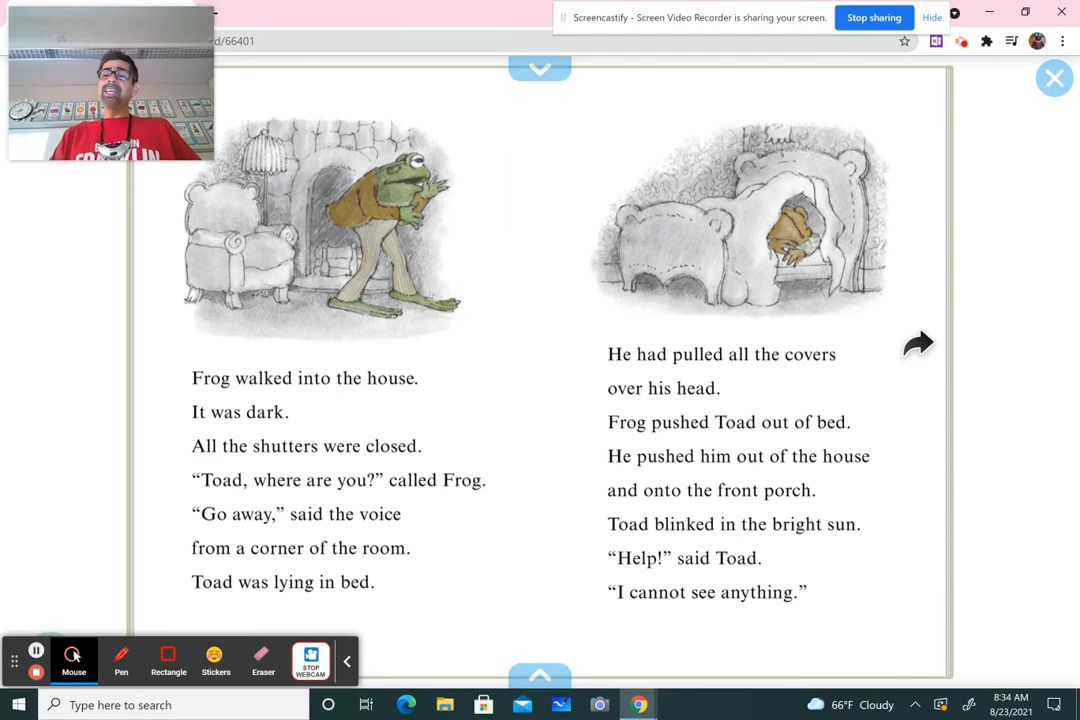 Screencastify - Screen Video Recorder is sharing your screen.
Stop sharing
Hide
d/66401
Frog walked into the house.
It was dark.
All the shutters were closed.
“Toad, where are you?” called Frog.
“Go away,” said the voice
from a corner of the room.
Toad was lying in bed.
He had pulled all the covers
over his head.
Frog pushed Toad out of bed.
He pushed him out of the house
and onto the front porch.
Toad blinked in the bright sun.
“Help!” said Toad.
“I cannot see anything.”
Mouse
Pen
Rectangle
Stickers
Eraser
STOP
WEBCAM
Type here to search
66°F Cloudy
8:34 AM
8/23/2021